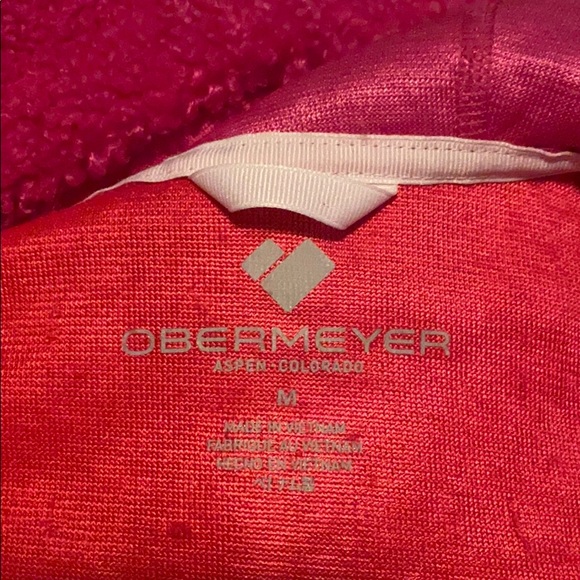 OBERMEYER
ASPEN · COLORADO
M
MADE IN VIETNAM
FABRIQUÉ AU VIETNAM
HECHO EN VIETNAM